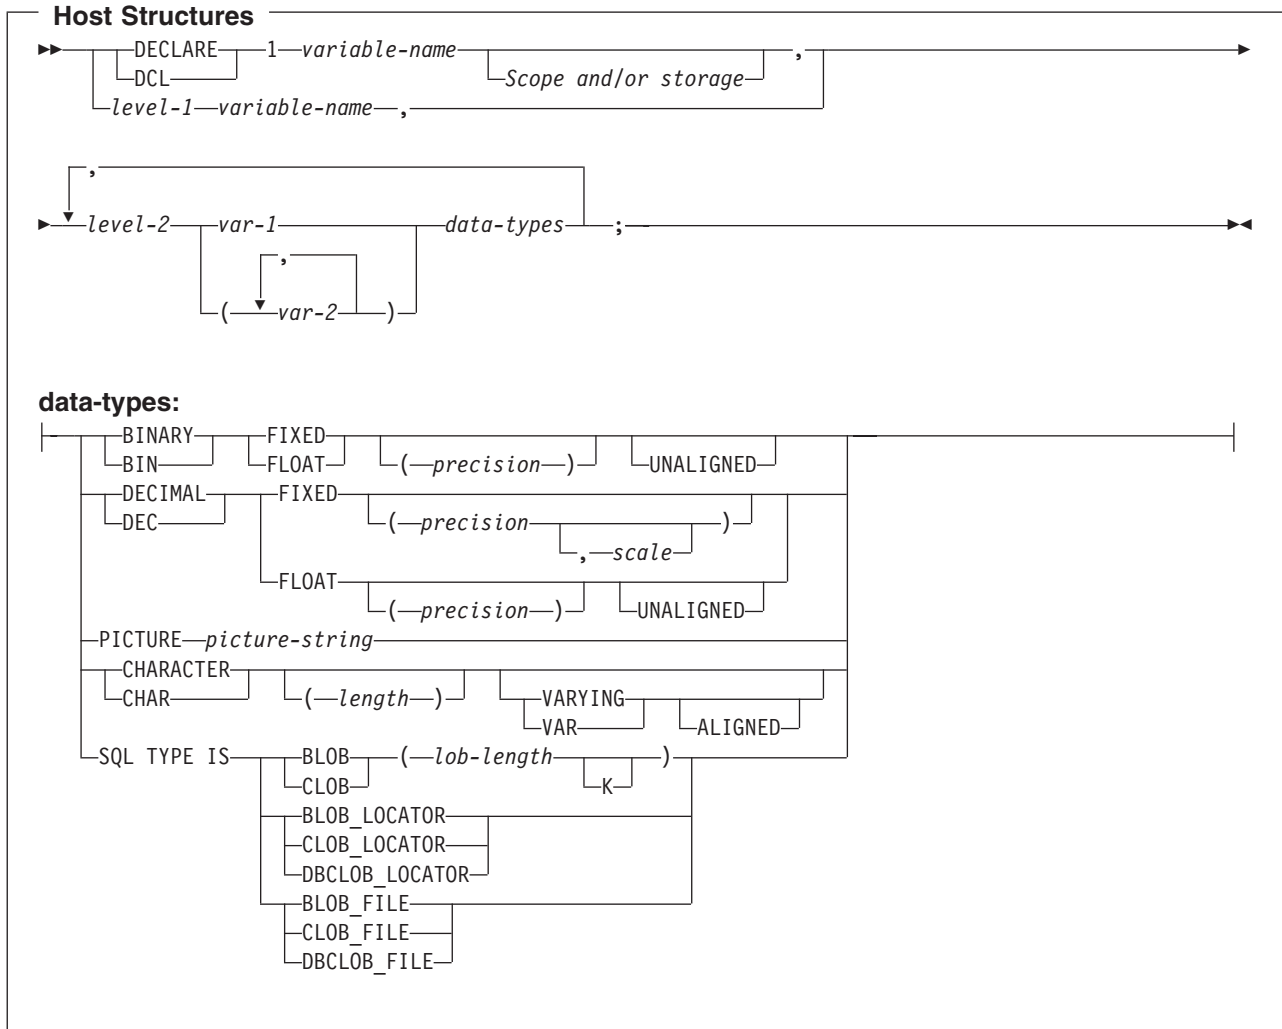 Host Structures
DECLARE 1 variable-name ,
DCL Scope and/or storage
level-1 variable-name ,
,
level-2 var-1 data-types ;
,
( var-2 )
data-types:
BINARY FIXED
BIN FLOAT ( precision ) UNALIGNED
DECIMAL FIXED
DEC ( precision )
, scale
FLOAT
( precision ) UNALIGNED
PICTURE picture-string
CHARACTER
CHAR ( length ) VARYING
VAR ALIGNED
SQL TYPE IS BLOB ( lob-length )
CLOB K
BLOB_LOCATOR
CLOB_LOCATOR
DBCLOB_LOCATOR
BLOB_FILE
CLOB_FILE
DBCLOB_FILE